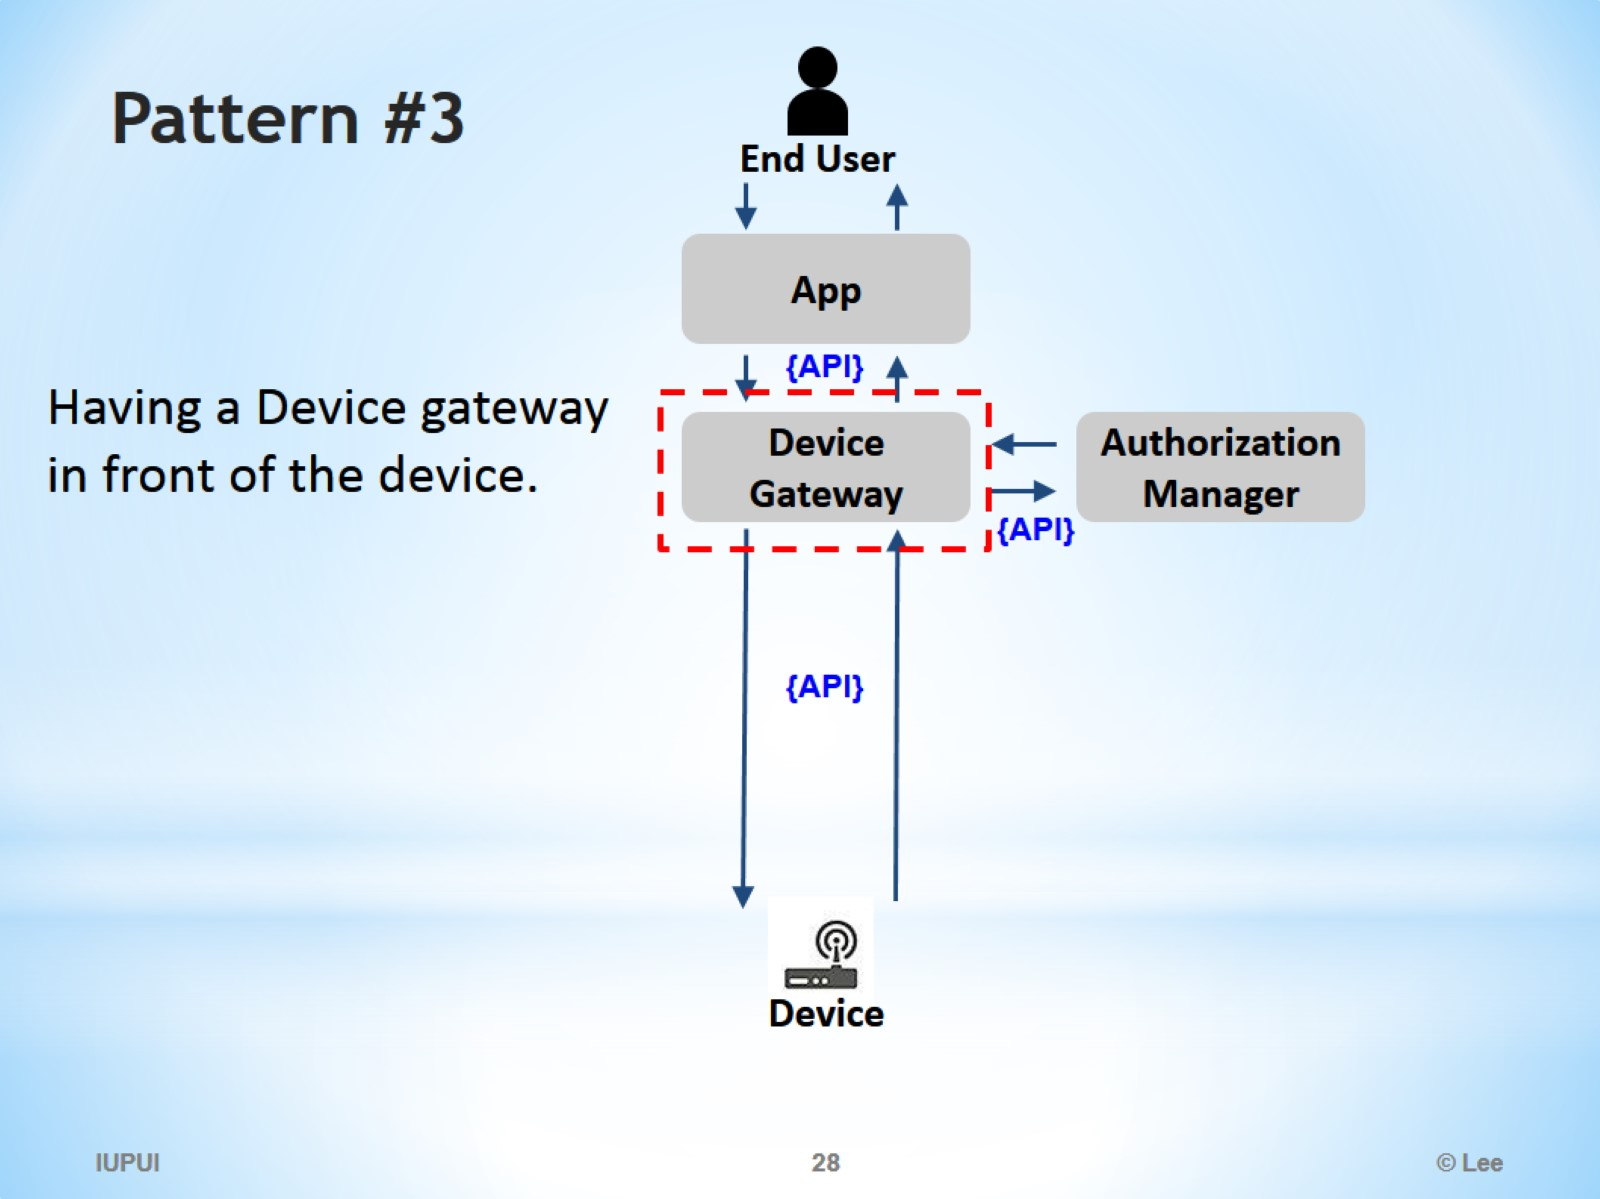 Pattern #3
End User
App
{API}
Having a Device gateway
in front of the device.
Device
Gateway
Authorization
Manager
{API}
{API}
Device
IUPUI
28
© Lee